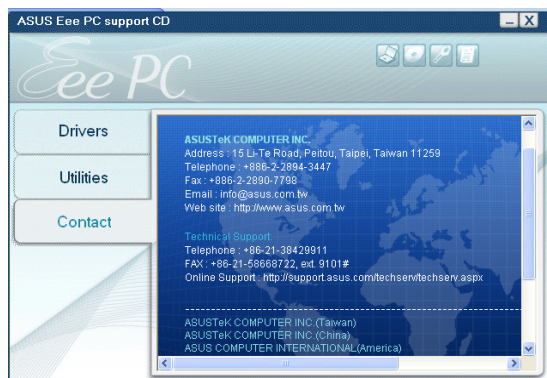 ASUS Eee PC support CD
Eee PC
Drivers
Utilities
Contact
ASUSTeK COMPUTER INC.
Address : 15 Li-Te Road, Peitou, Taipei, Taiwan 11259
Telephone : +886-2-2894-3447
Fax : +886-2-2890-7798
Email : info@asus.com.tw
Web site : http://www.asus.com.tw
Technical Support
Telephone : +86-21-38429911
FAX : +86-21-58668722, ext. 9101#
Online Support : http://support.asus.com/techserv/techserv.aspx
ASUSTeK COMPUTER INC.(Taiwan)
ASUSTeK COMPUTER INC.(China)
ASUS COMPUTER INTERNATIONAL(America)